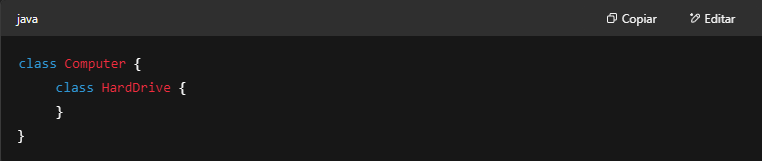 java Copiar Editar
class Computer {
    class HardDrive {
    }
}